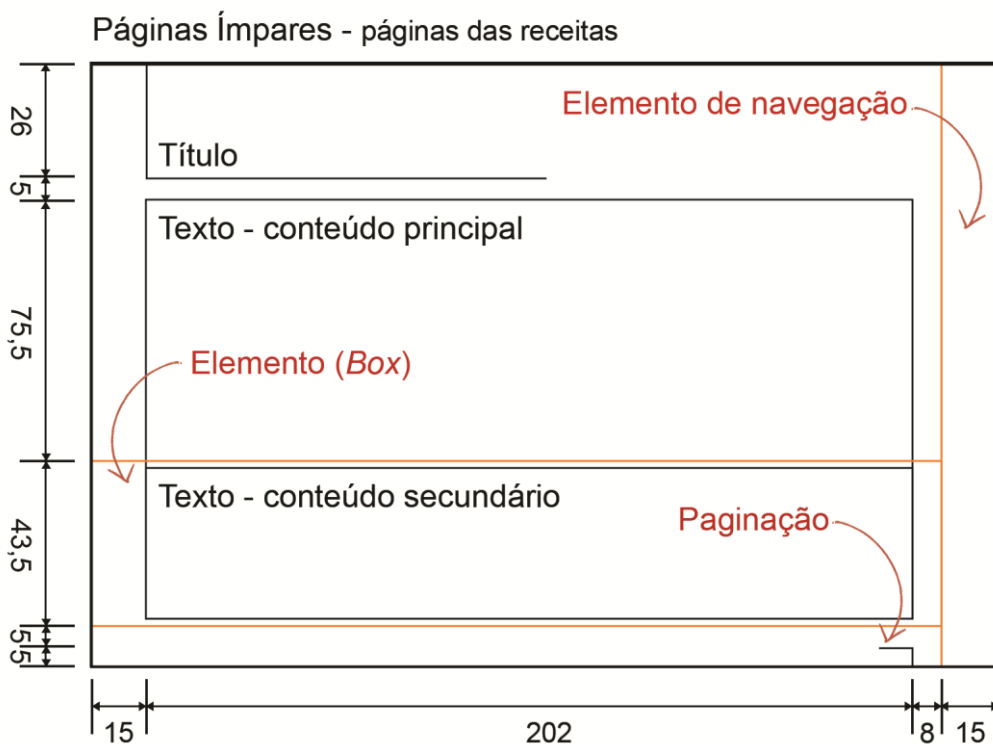 Páginas Ímpares - páginas das receitas
Elemento de navegação
26
Título
5
Texto - conteúdo principal
75,5
Elemento (Box)
Texto - conteúdo secundário
43,5
Paginação
5
5
15
202
8
15